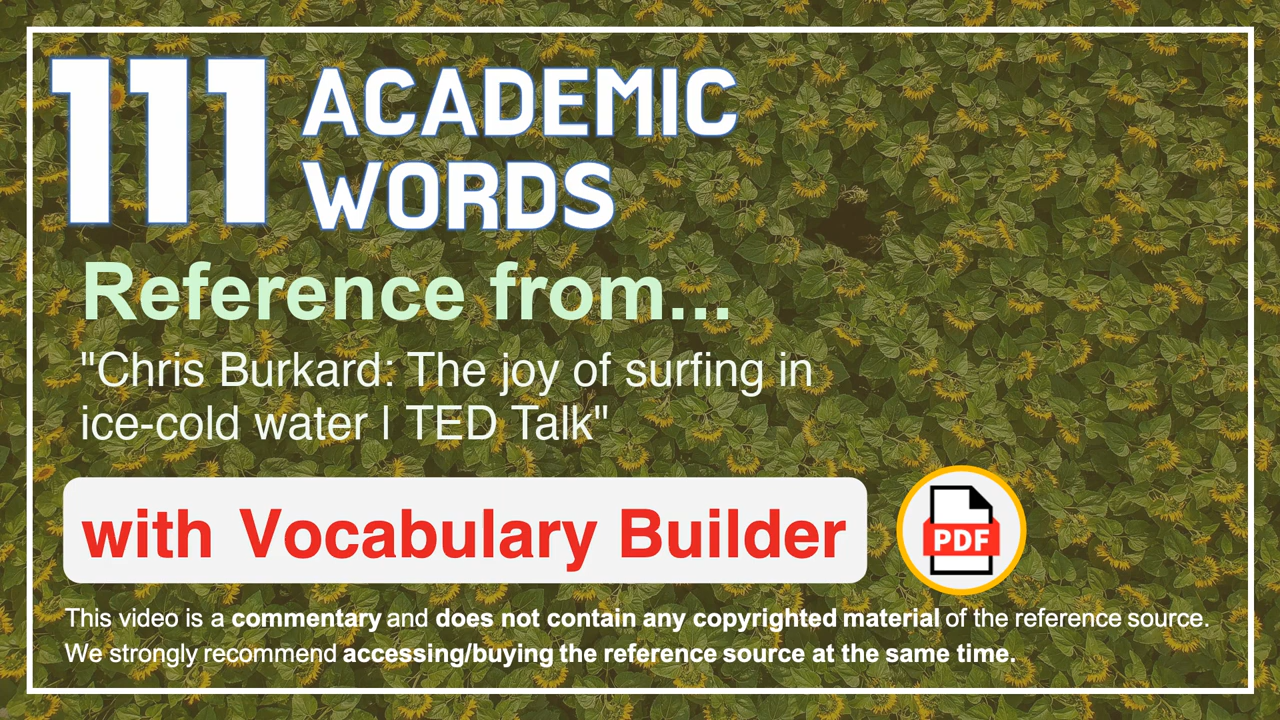 111 ACADEMIC
WORDS
Reference from...
"Chris Burkard: The joy of surfing in
ice-cold water | TED Talk"
with Vocabulary Builder
PDF
This video is a commentary and does not contain any copyrighted material of the reference source.
We strongly recommend accessing/buying the reference source at the same time.